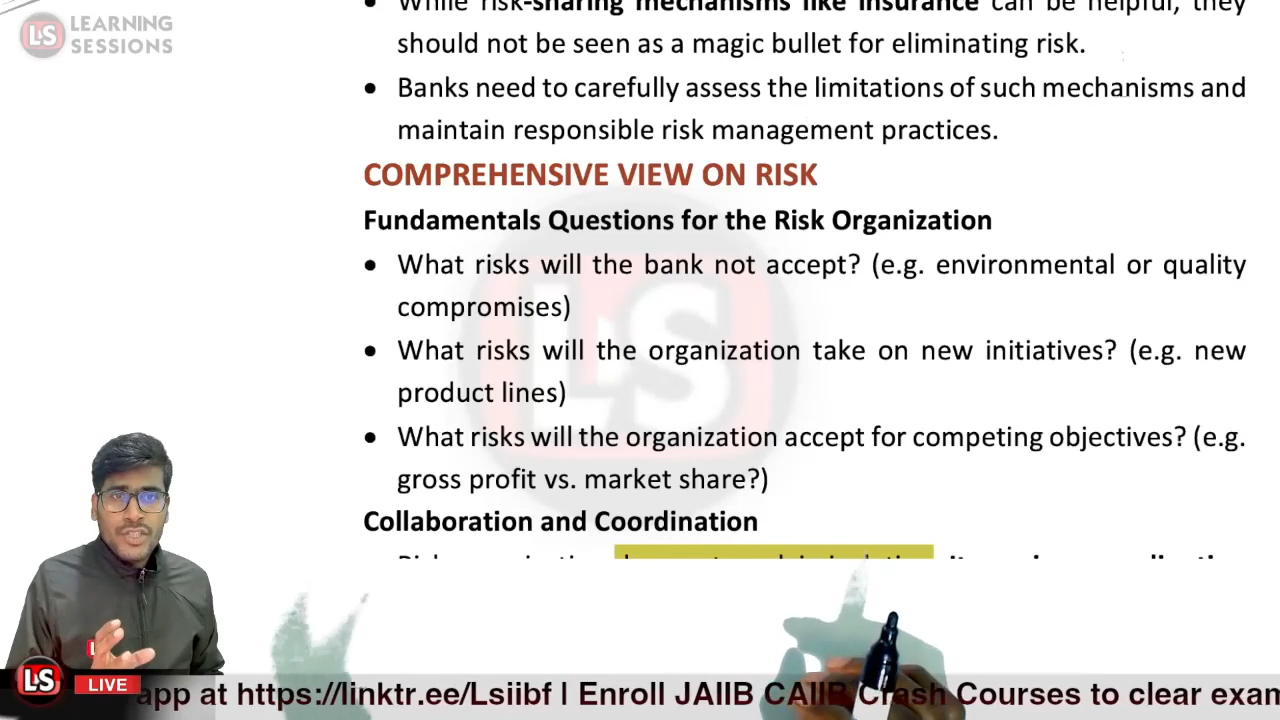 LS LEARNING
SESSIONS
• While risk-sharing mechanisms like insurance can be helpful, they
should not be seen as a magic bullet for eliminating risk.
• Banks need to carefully assess the limitations of such mechanisms and
maintain responsible risk management practices.
COMPREHENSIVE VIEW ON RISK
Fundamentals Questions for the Risk Organization
• What risks will the bank not accept? (e.g. environmental or quality
compromises)
• What risks will the organization take on new initiatives? (e.g. new
product lines)
• What risks will the organization accept for competing objectives? (e.g.
gross profit vs. market share?)
Collaboration and Coordination
LS
LS LIVE
app at https://linktr.ee/Lsiibf I Enroll JAIIB CAIIB Crash Courses to clear exam